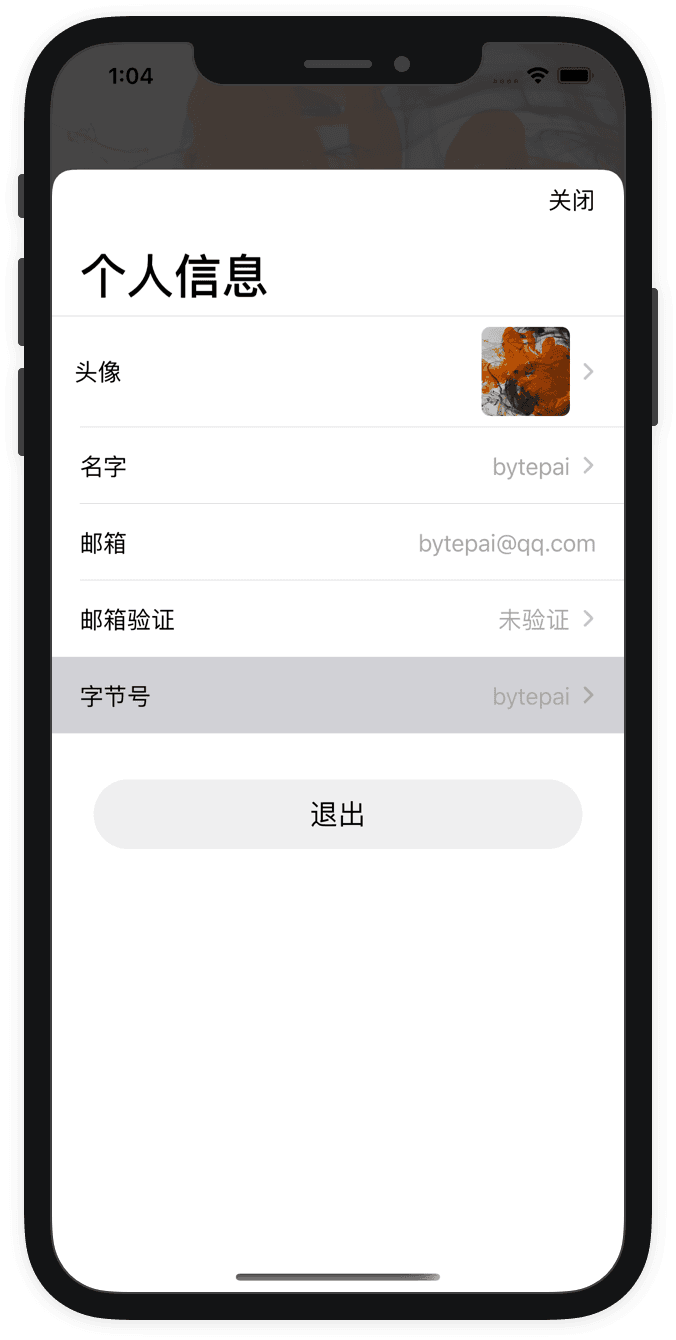 1:04
关闭
个人信息
头像
名字 bytepai
邮箱 bytepai@qq.com
邮箱验证 未验证
字节号 bytepai
退出